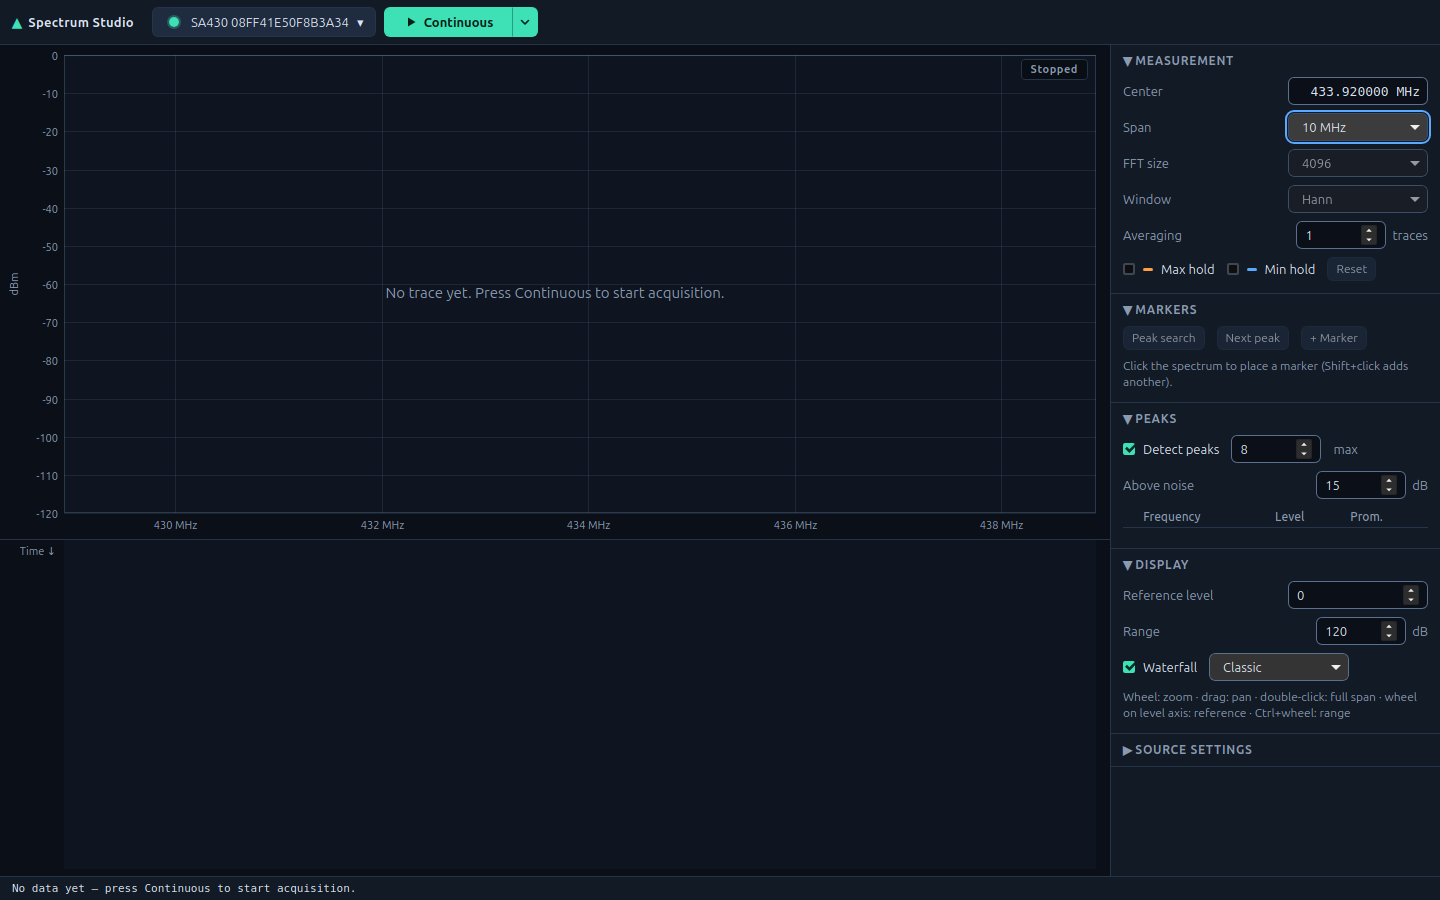 Spectrum Studio
SA430 08FF41E50F8B3A34
Continuous
Stopped
0
-10
-20
-30
-40
-50
-60
-70
-80
-90
-100
-110
-120
dBm
No trace yet. Press Continuous to start acquisition.
430 MHz
432 MHz
434 MHz
436 MHz
438 MHz
Time ↓
MEASUREMENT
Center 433.920000 MHz
Span 10 MHz
FFT size 4096
Window Hann
Averaging 1 traces
Max hold Min hold Reset
MARKERS
Peak search Next peak + Marker
Click the spectrum to place a marker (Shift+click adds
another).
PEAKS
Detect peaks 8 max
Above noise 15 dB
Frequency Level Prom.
DISPLAY
Reference level 0
Range 120 dB
Waterfall Classic
Wheel: zoom · drag: pan · double-click: full span · wheel
on level axis: reference · Ctrl+wheel: range
SOURCE SETTINGS
No data yet — press Continuous to start acquisition.